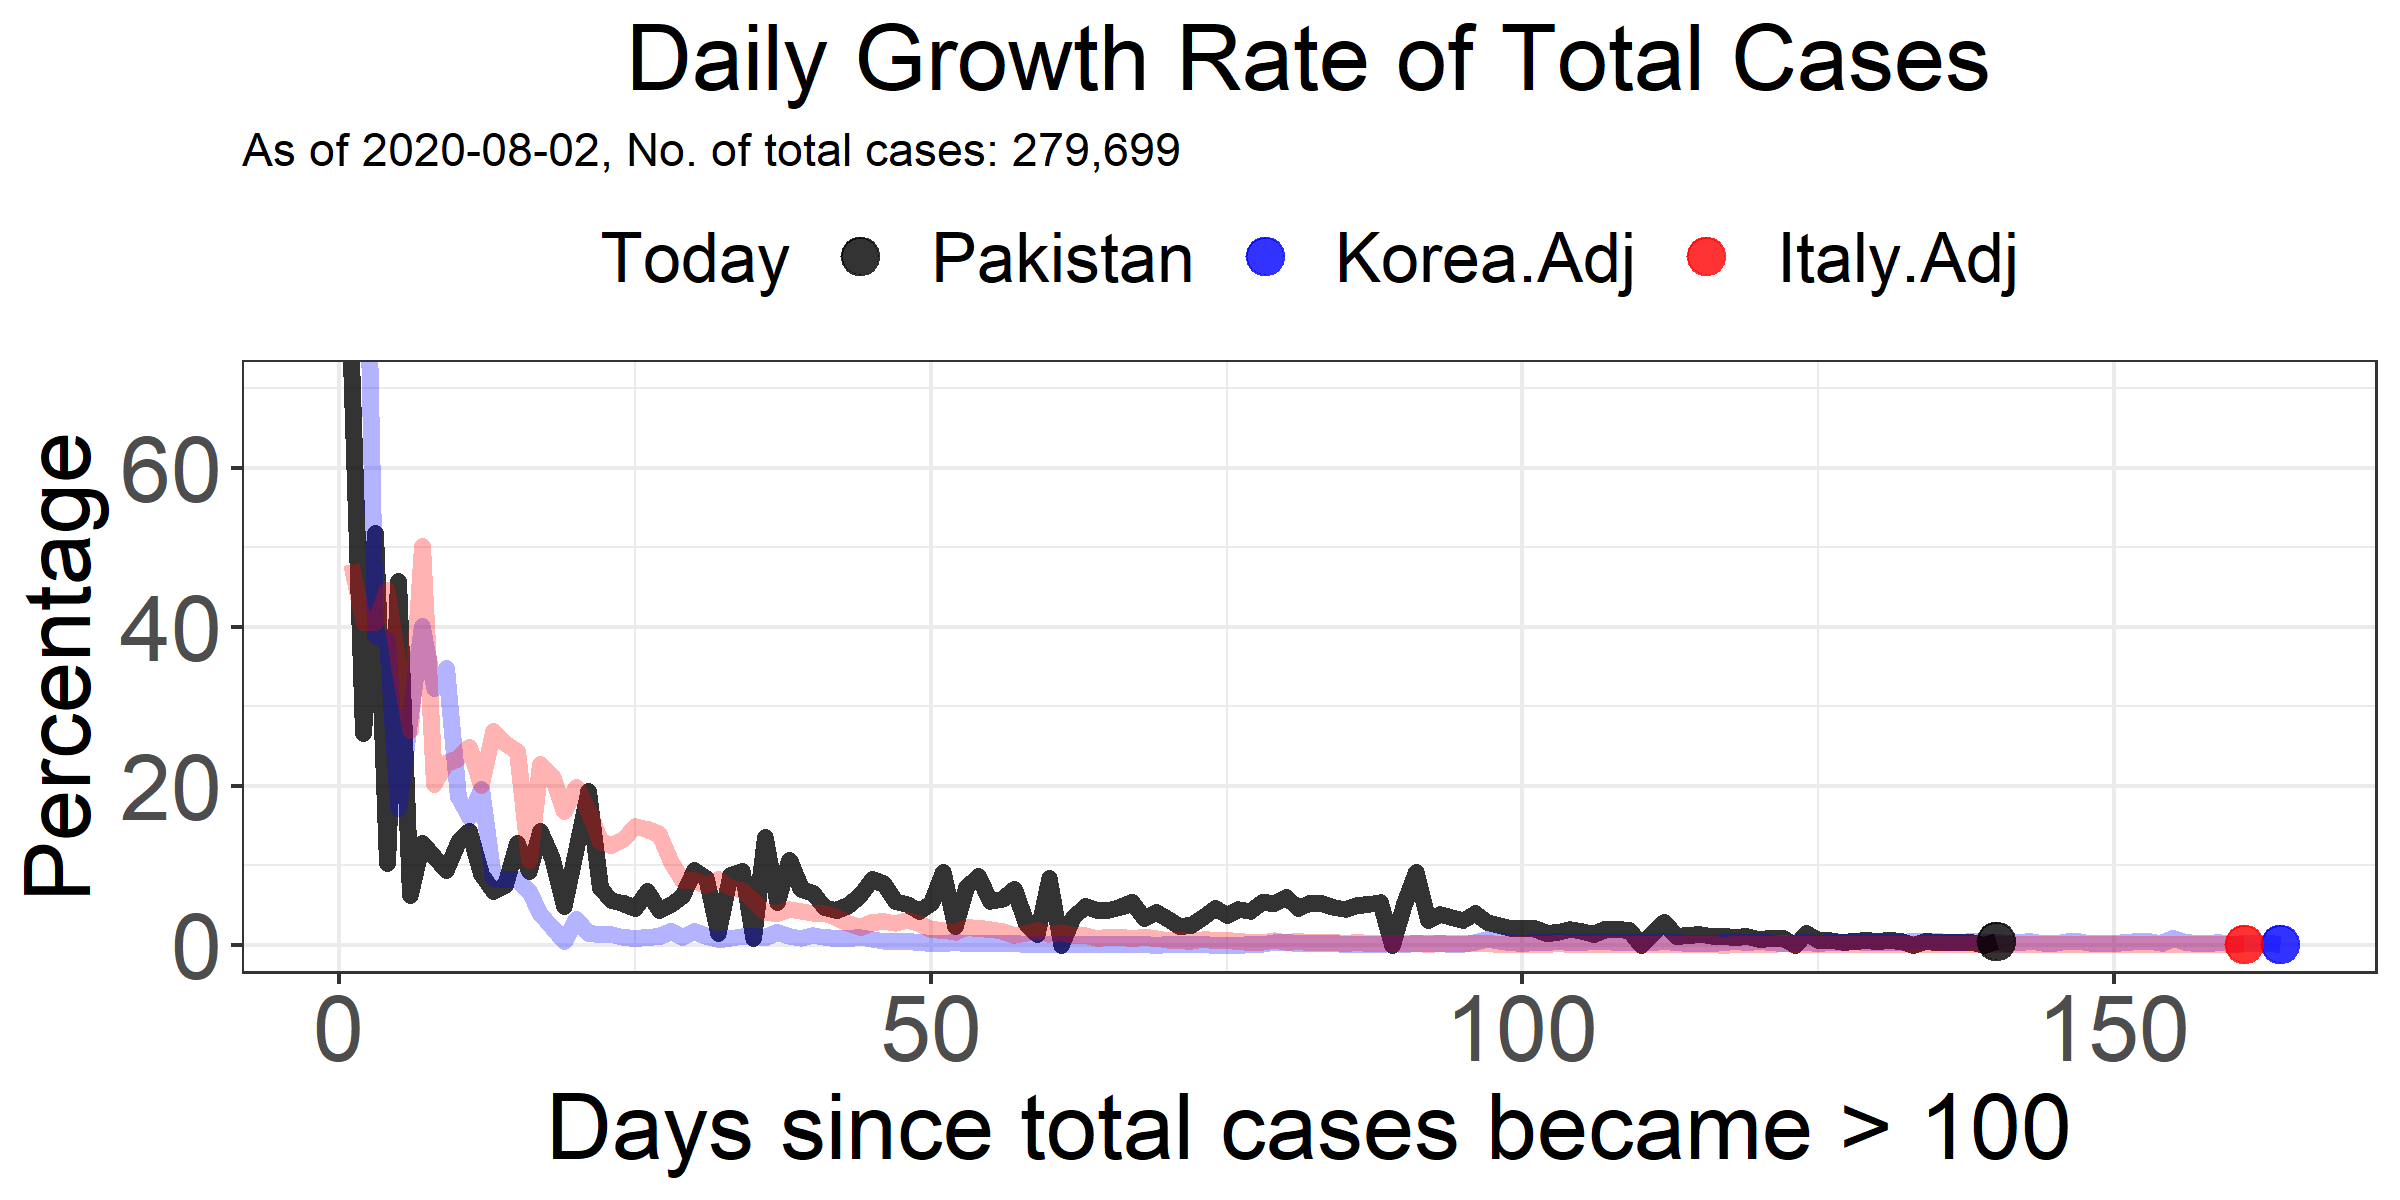 Daily Growth Rate of Total Cases
As of 2020-08-02, No. of total cases: 279,699
Today Pakistan Korea.Adj Italy.Adj
Percentage
60
40
20
0
0 50 100 150
Days since total cases became > 100